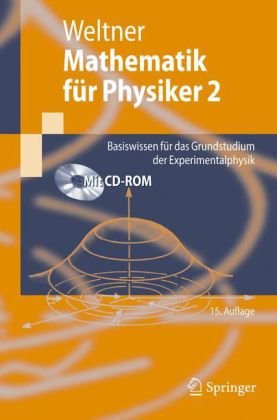 Weltner
Mathematik
für Physiker 2
Basiswissen für das Grundstudium
der Experimentalphysik
Mit CD-ROM
15. Auflage
Springer